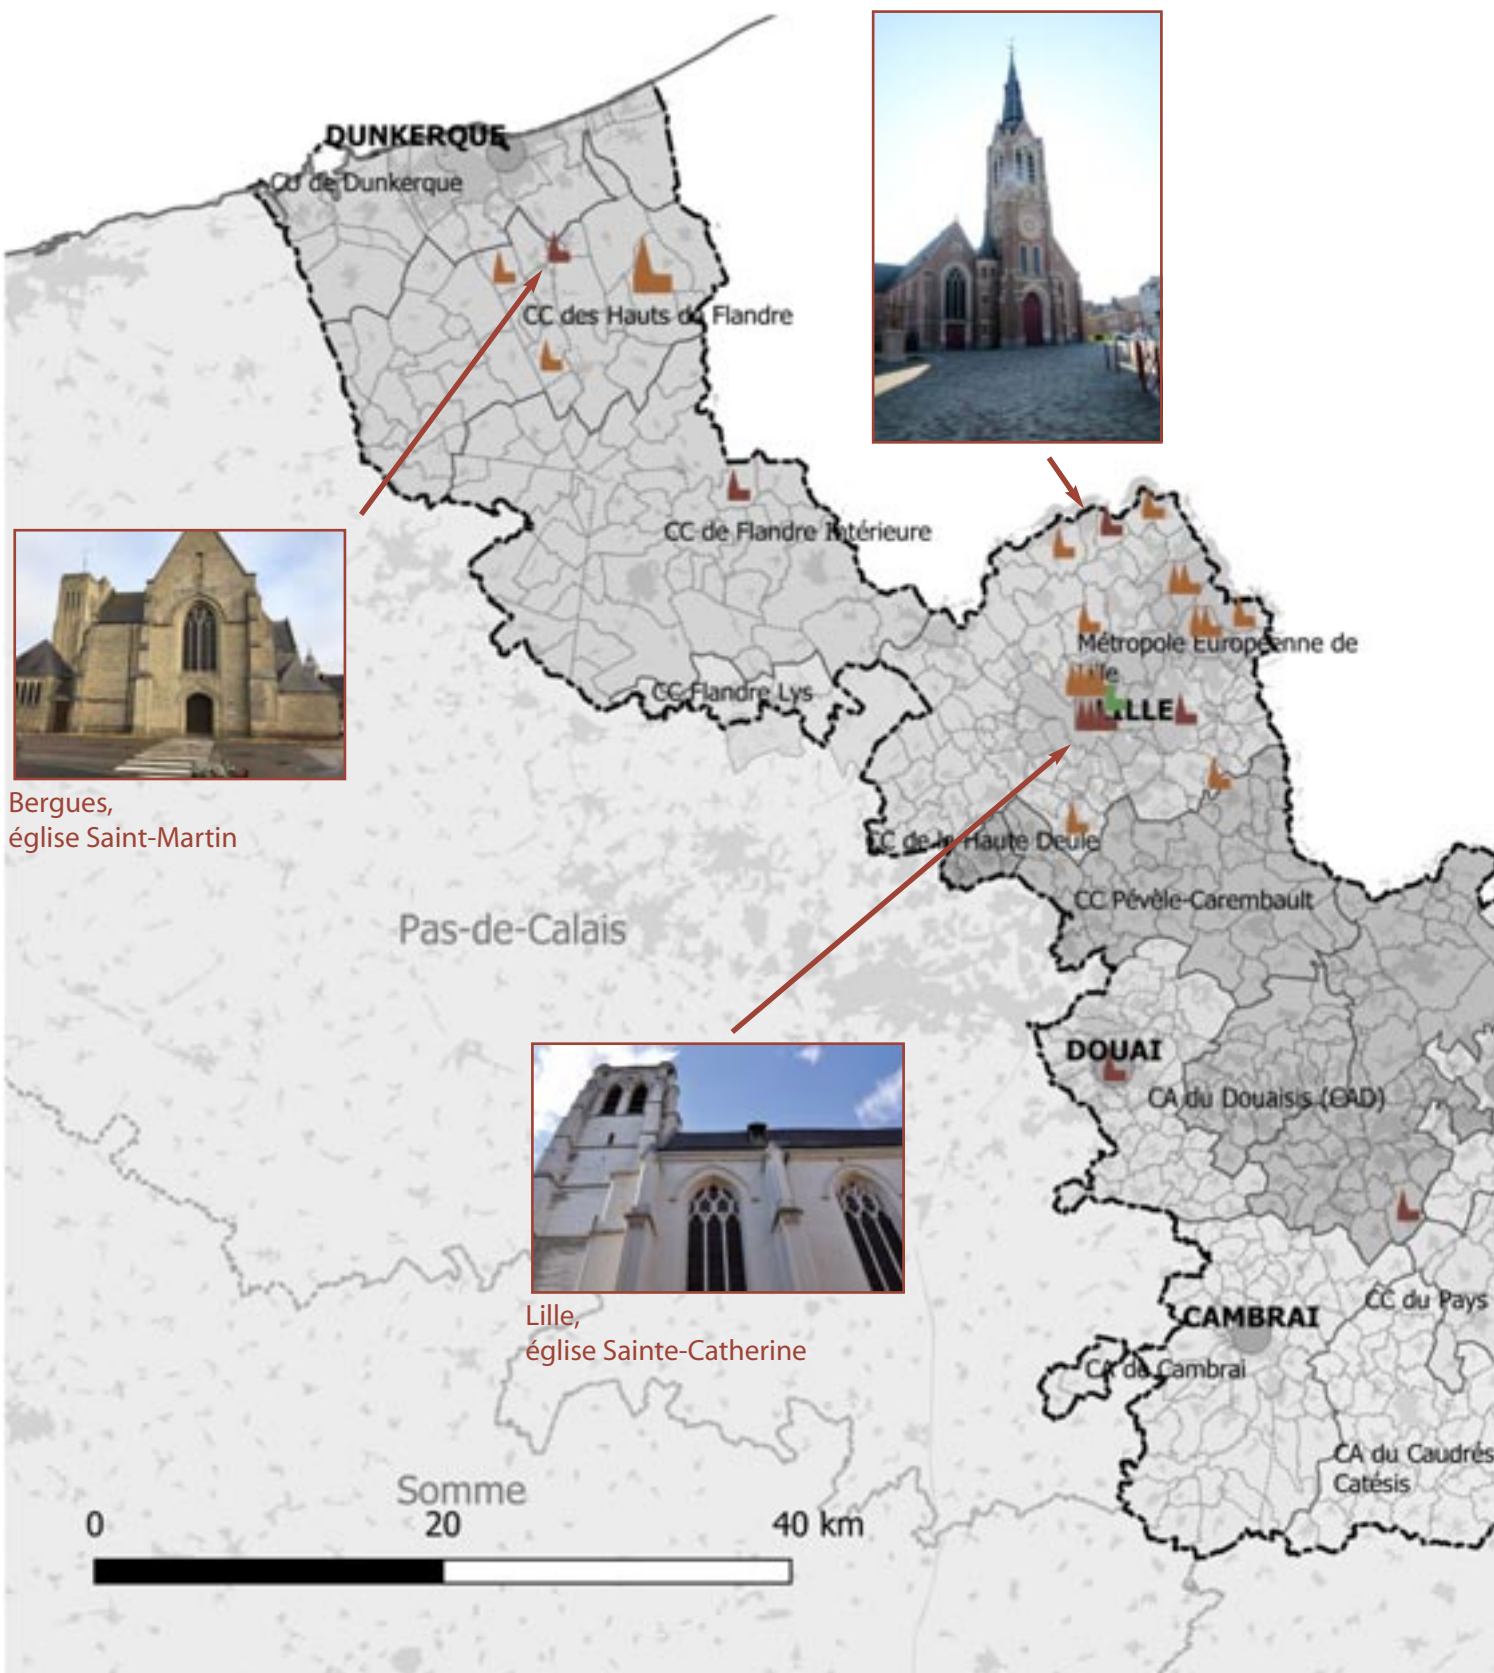 DUNKERQUE
CU de Dunkerque
CC des Hauts de Flandre
CC de Flandre Intérieure
Métropole Européenne de
Lille
CC Flandre Lys
LILLE
Bergues,
église Saint-Martin
CC de la Haute Deule
CC Pévèle-Carembault
Pas-de-Calais
DOUAI
CA du Douaisis (CAD)
Lille,
église Sainte-Catherine
CC du Pays
CAMBRAI
CA de Cambrai
CA du Caudrés
Catésis
Somme
0 20 40 km